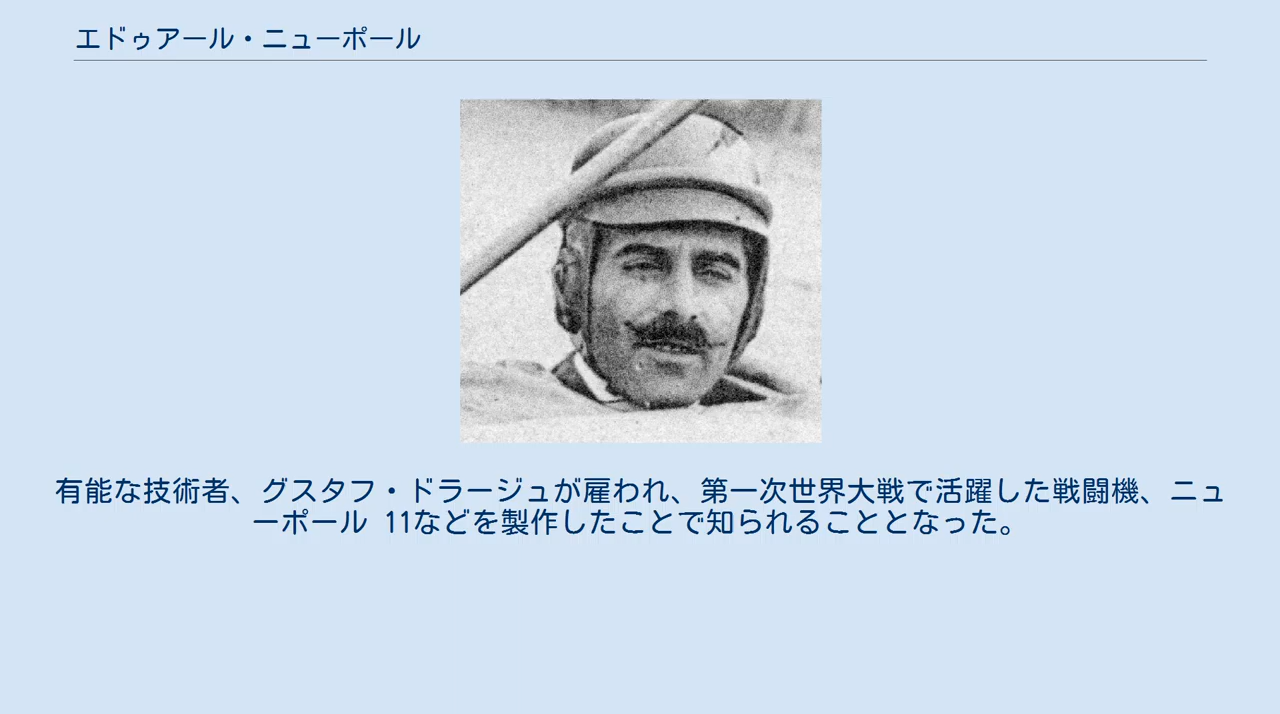 エドゥアール・ニューポール
有能な技術者、グスタフ・ドラージュが雇われ、第一次世界大戦で活躍した戦闘機、ニュ
ーポール 11などを製作したことで知られることとなった。